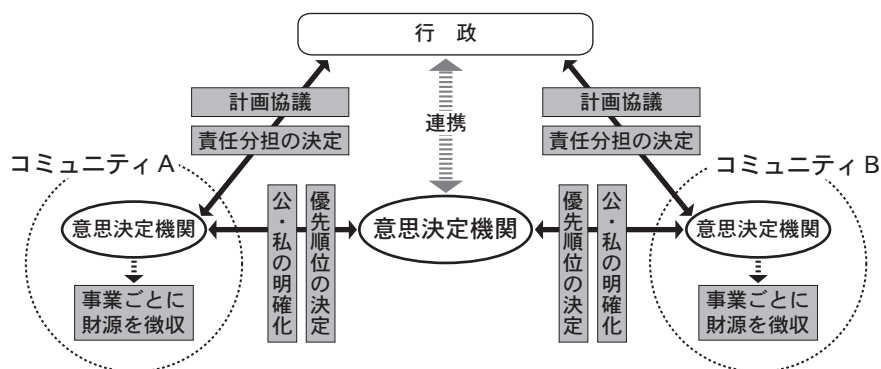 行　政
計画協議
責任分担の決定
連携
計画協議
責任分担の決定
コミュニティA
コミュニティB
意思決定機関
公・私の明確化
優先順位の決定
意思決定機関
優先順位の決定
公・私の明確化
意思決定機関
事業ごとに
財源を徴収
事業ごとに
財源を徴収